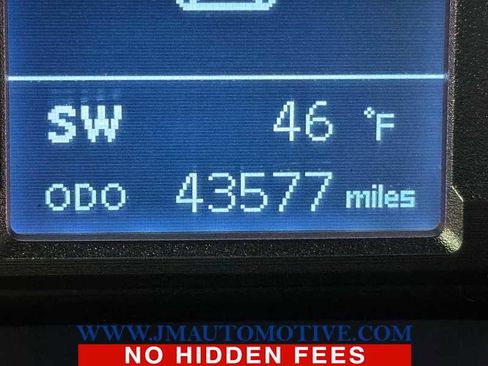 SW 46 °F
ODO 43577 miles
WWW.JMAUTOMOTIVE.COM
NO HIDDEN FEES